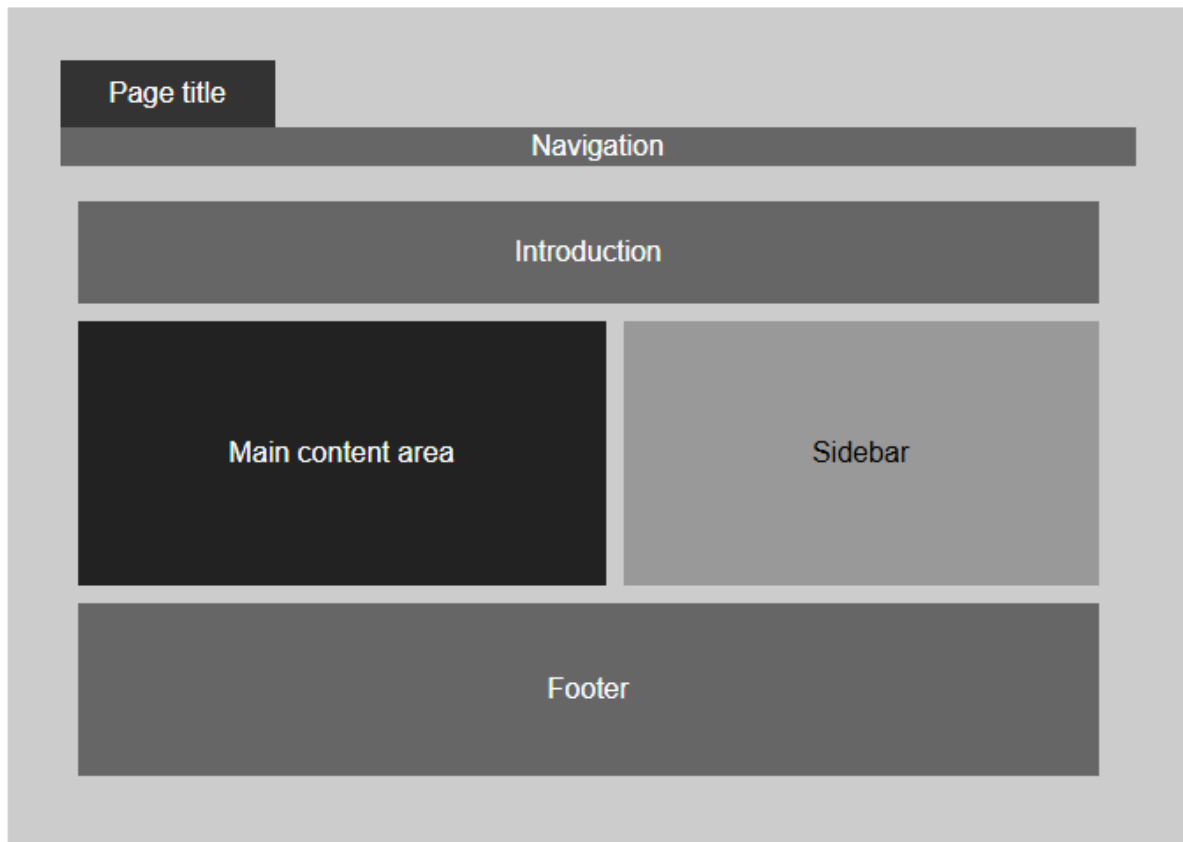 Page title
Navigation
Introduction
Main content area
Sidebar
Footer